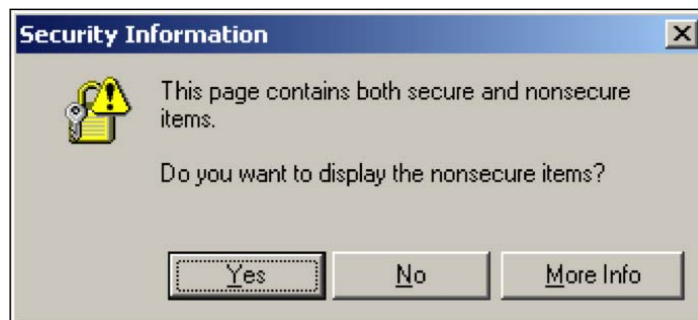 Security Information
This page contains both secure and nonsecure
items.
Do you want to display the nonsecure items?
Yes
No
More Info